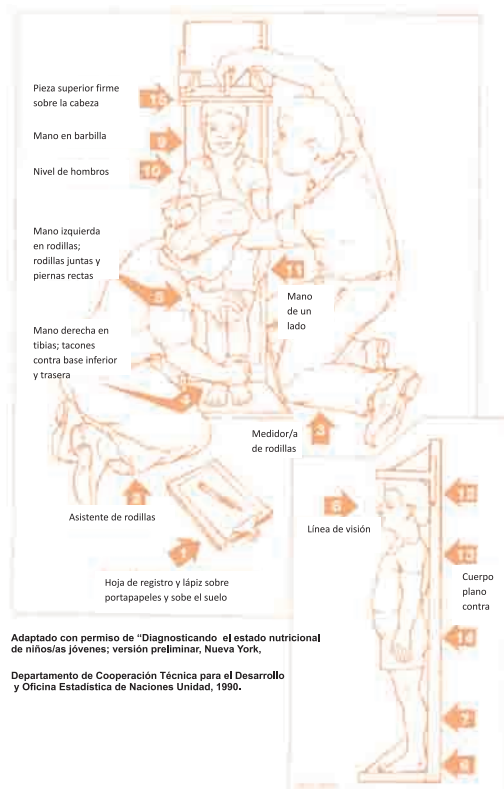 Pieza superior firme
sobre la cabeza
15
Mano en barbilla
9
Nivel de hombros
10
Mano izquierda
en rodillas;
rodillas juntas y
piernas rectas
5
11
Mano
de un
lado
Mano derecha en
tibias; tacones
contra base inferior
y trasera
4
Medidor/a
de rodillas
3
2
Asistente de rodillas
1
Hoja de registro y lápiz sobre
portapapeles y sobe el suelo
Línea de visión
12
13
Cuerpo
plano
contra
14
7
6
Adaptado con permiso de “Diagnosticando el estado nutricional
de niños/as jóvenes; versión preliminar, Nueva York,
Departamento de Cooperación Técnica para el Desarrollo
y Oficina Estadística de Naciones Unidad, 1990.